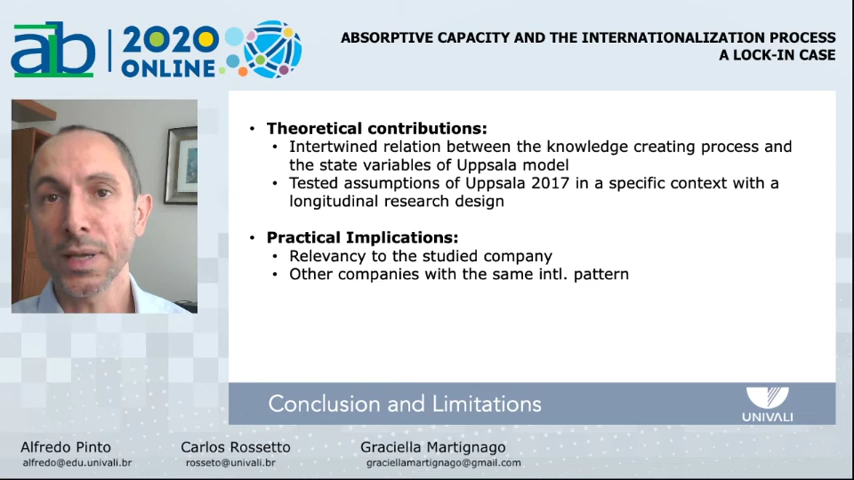 aib
2020
ONLINE
ABSORPTIVE CAPACITY AND THE INTERNATIONALIZATION PROCESS
A LOCK-IN CASE
• Theoretical contributions:
• Intertwined relation between the knowledge creating process and
the state variables of Uppsala model
• Tested assumptions of Uppsala 2017 in a specific context with a
longitudinal research design
• Practical Implications:
• Relevancy to the studied company
• Other companies with the same intl. pattern
Conclusion and Limitations
UNIVALI
Alfredo Pinto
alfredo@edu.univali.br
Carlos Rossetto
rosseto@univali.br
Graciella Martignago
graciellamartignago@gmail.com